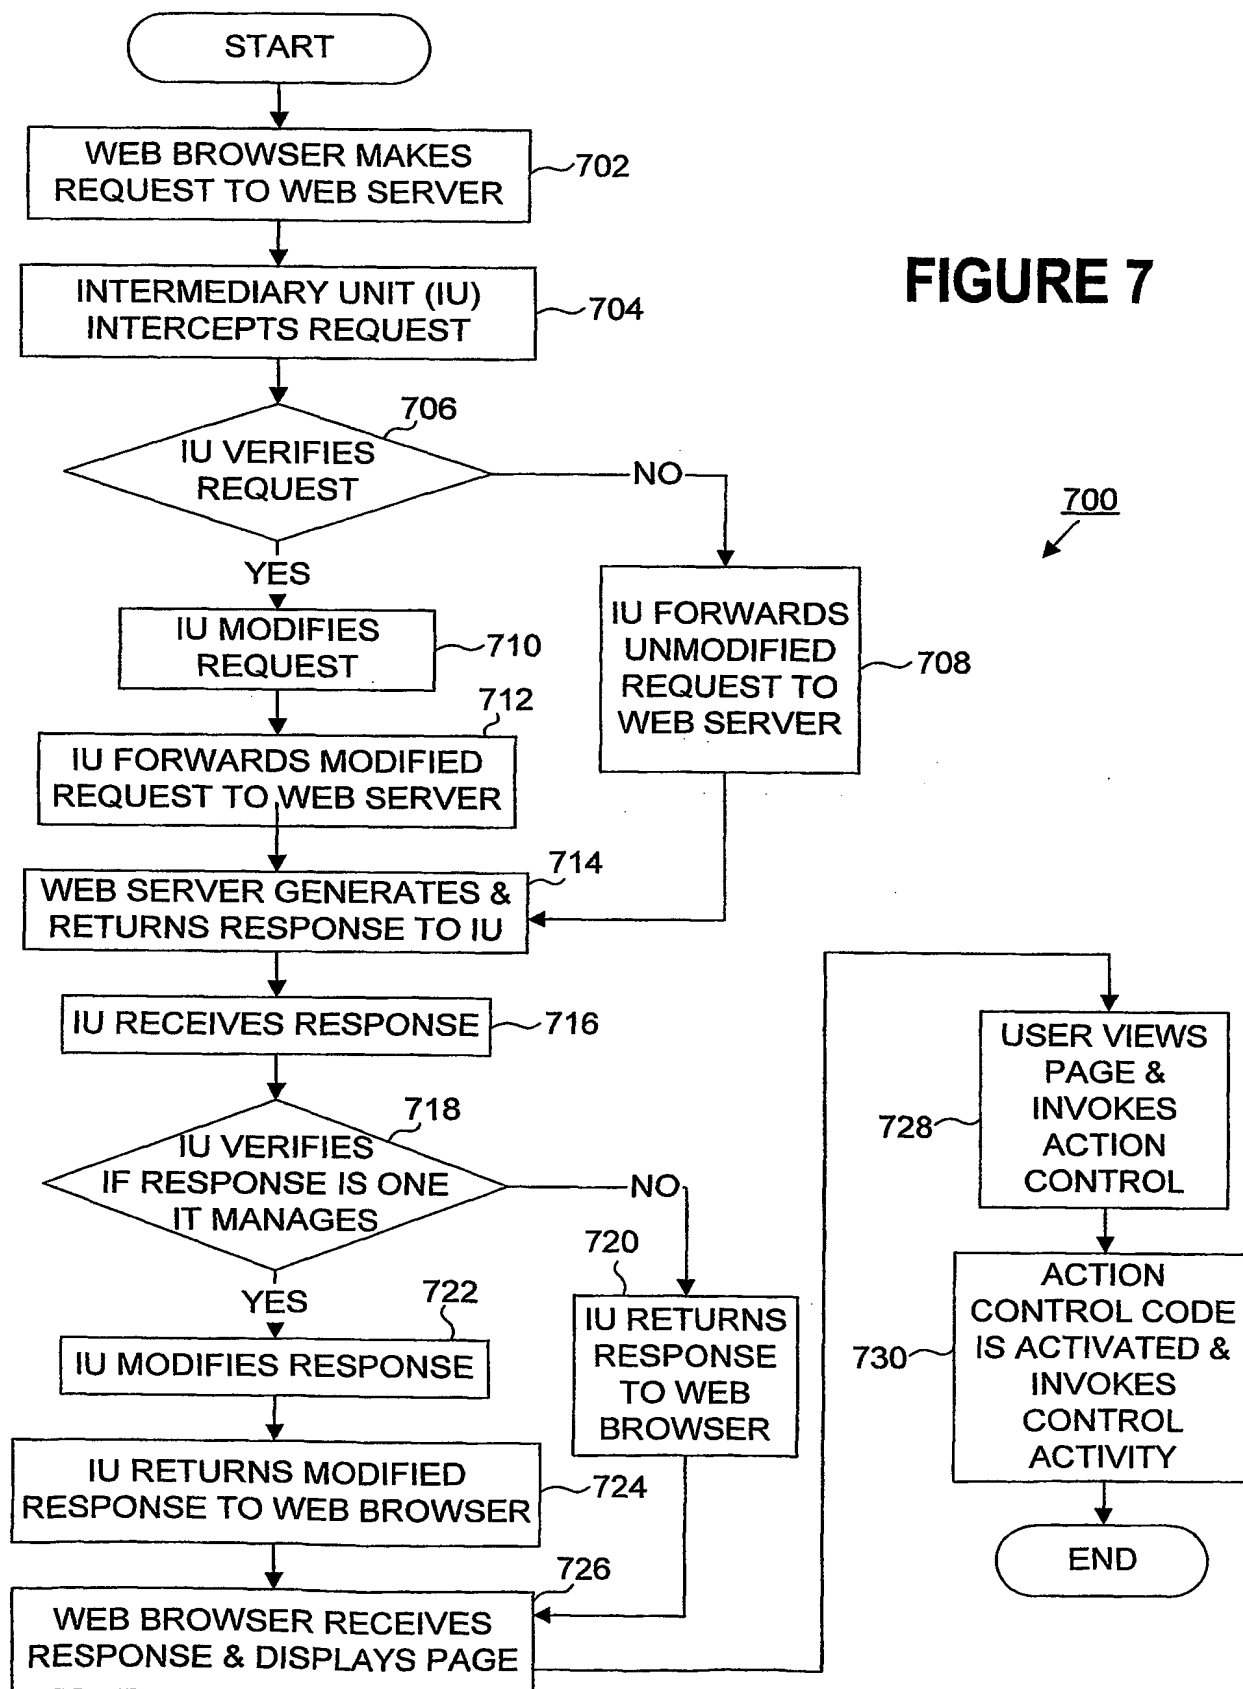 START
WEB BROWSER MAKES
REQUEST TO WEB SERVER
702
INTERMEDIARY UNIT (IU)
INTERCEPTS REQUEST
704
FIGURE 7
706
IU VERIFIES
REQUEST
NO
700
YES
IU MODIFIES
REQUEST
710
IU FORWARDS
UNMODIFIED
REQUEST TO
WEB SERVER
708
712
IU FORWARDS MODIFIED
REQUEST TO WEB SERVER
714
WEB SERVER GENERATES &
RETURNS RESPONSE TO IU
IU RECEIVES RESPONSE
716
718
IU VERIFIES
IF RESPONSE IS ONE
IT MANAGES
NO
720
YES
722
IU MODIFIES RESPONSE
IU RETURNS
RESPONSE
TO WEB
BROWSER
IU RETURNS MODIFIED
RESPONSE TO WEB BROWSER
724
726
WEB BROWSER RECEIVES
RESPONSE & DISPLAYS PAGE
USER VIEWS
PAGE &
INVOKES
ACTION
CONTROL
728
ACTION
CONTROL CODE
IS ACTIVATED &
INVOKES
CONTROL
ACTIVITY
730
END